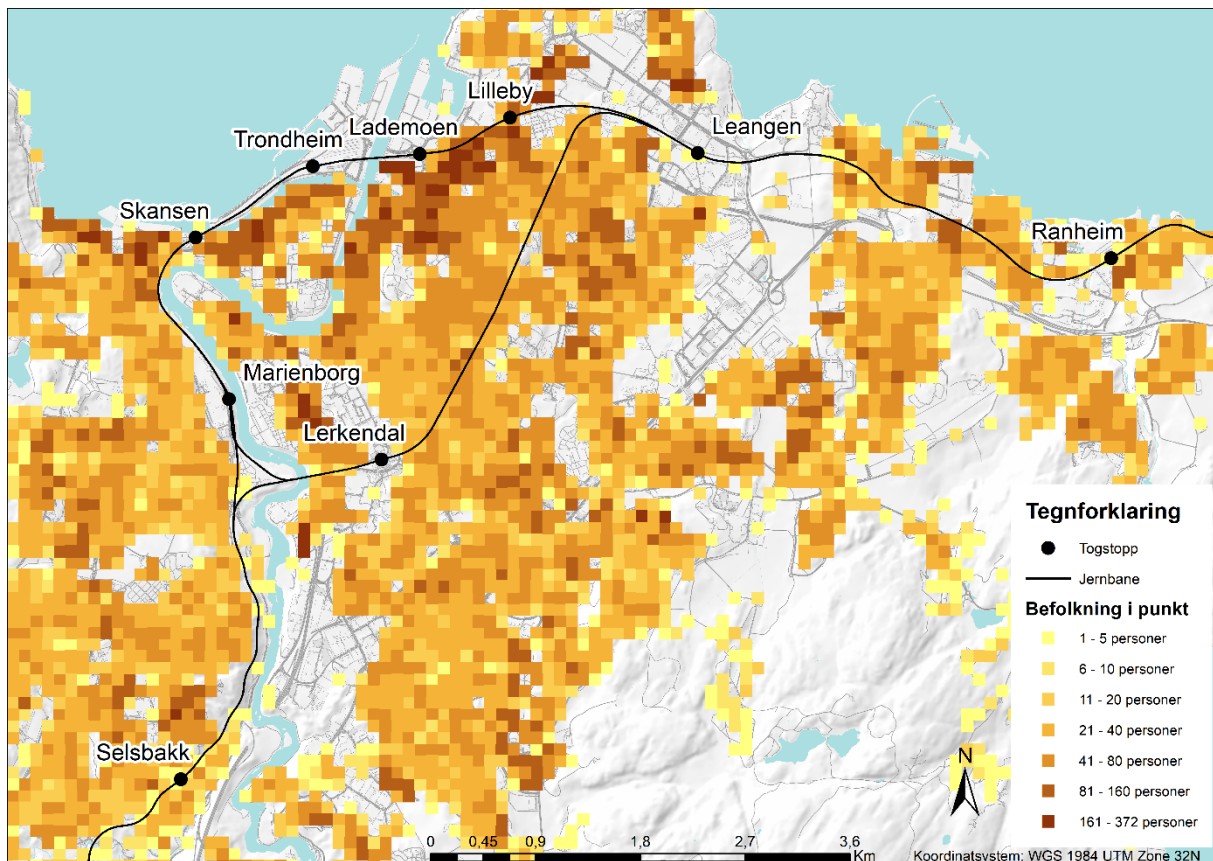 Lilleby
Lademoen
Trondheim
Leangen
Skansen
Ranheim
Marienborg
Lerkendal
Selsbakk
Tegnforklaring
Togstopp
Jernbane
Befolkning i punkt
1 - 5 personer
6 - 10 personer
11 - 20 personer
21 - 40 personer
41 - 80 personer
81 - 160 personer
161 - 372 personer
N
0 0,45 0,9 1,8 2,7 3,6
Km
Koordinatsystem: WGS 1984 UTM Zone 32N